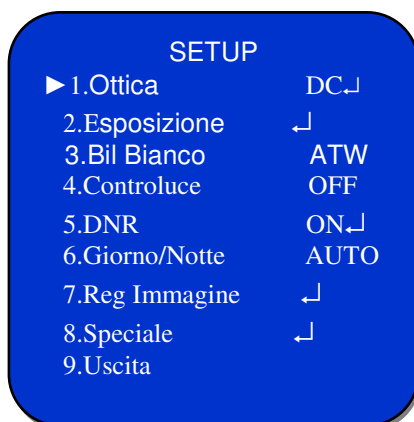 SETUP
►1.Ottica DC↵
2.Esposizione ↵
3.Bil Bianco ATW
4.Controluce OFF
5.DNR ON↵
6.Giorno/Notte AUTO
7.Reg Immagine ↵
8.Speciale ↵
9.Uscita